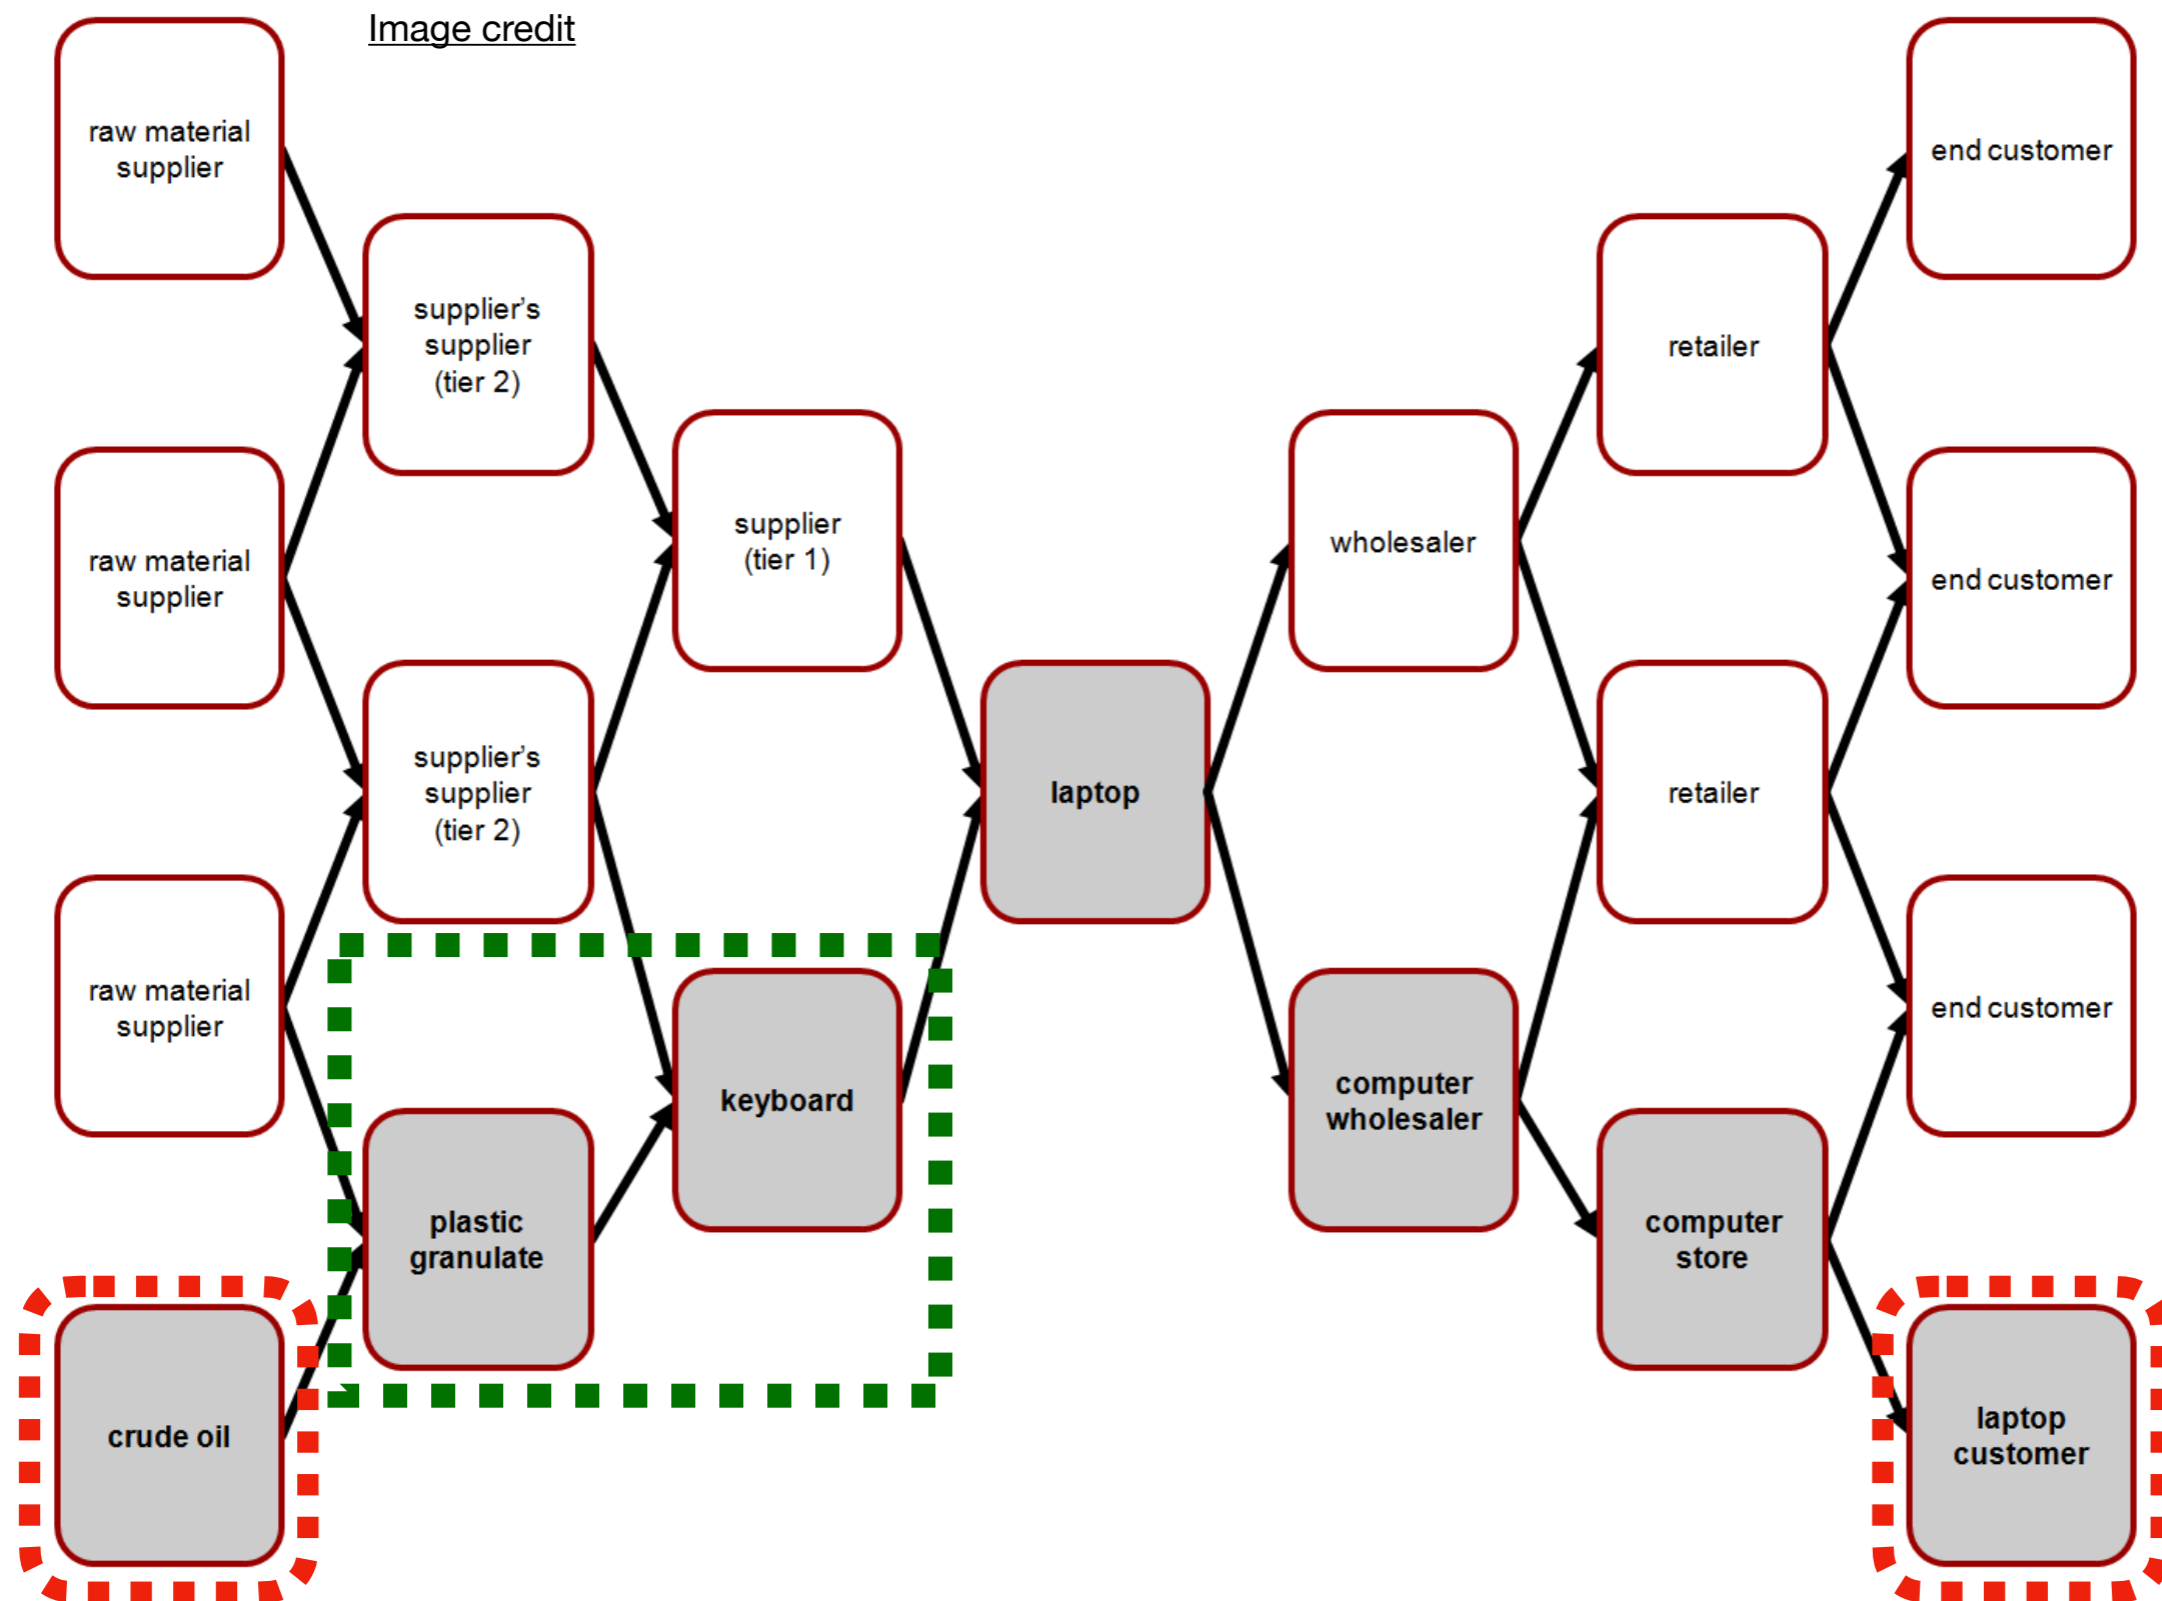 Image credit
raw material
supplier
raw material
supplier
raw material
supplier
crude oil
supplier’s
supplier
(tier 2)
supplier’s
supplier
(tier 2)
plastic
granulate
supplier
(tier 1)
keyboard
laptop
wholesaler
computer
wholesaler
retailer
retailer
computer
store
end customer
end customer
end customer
laptop
customer